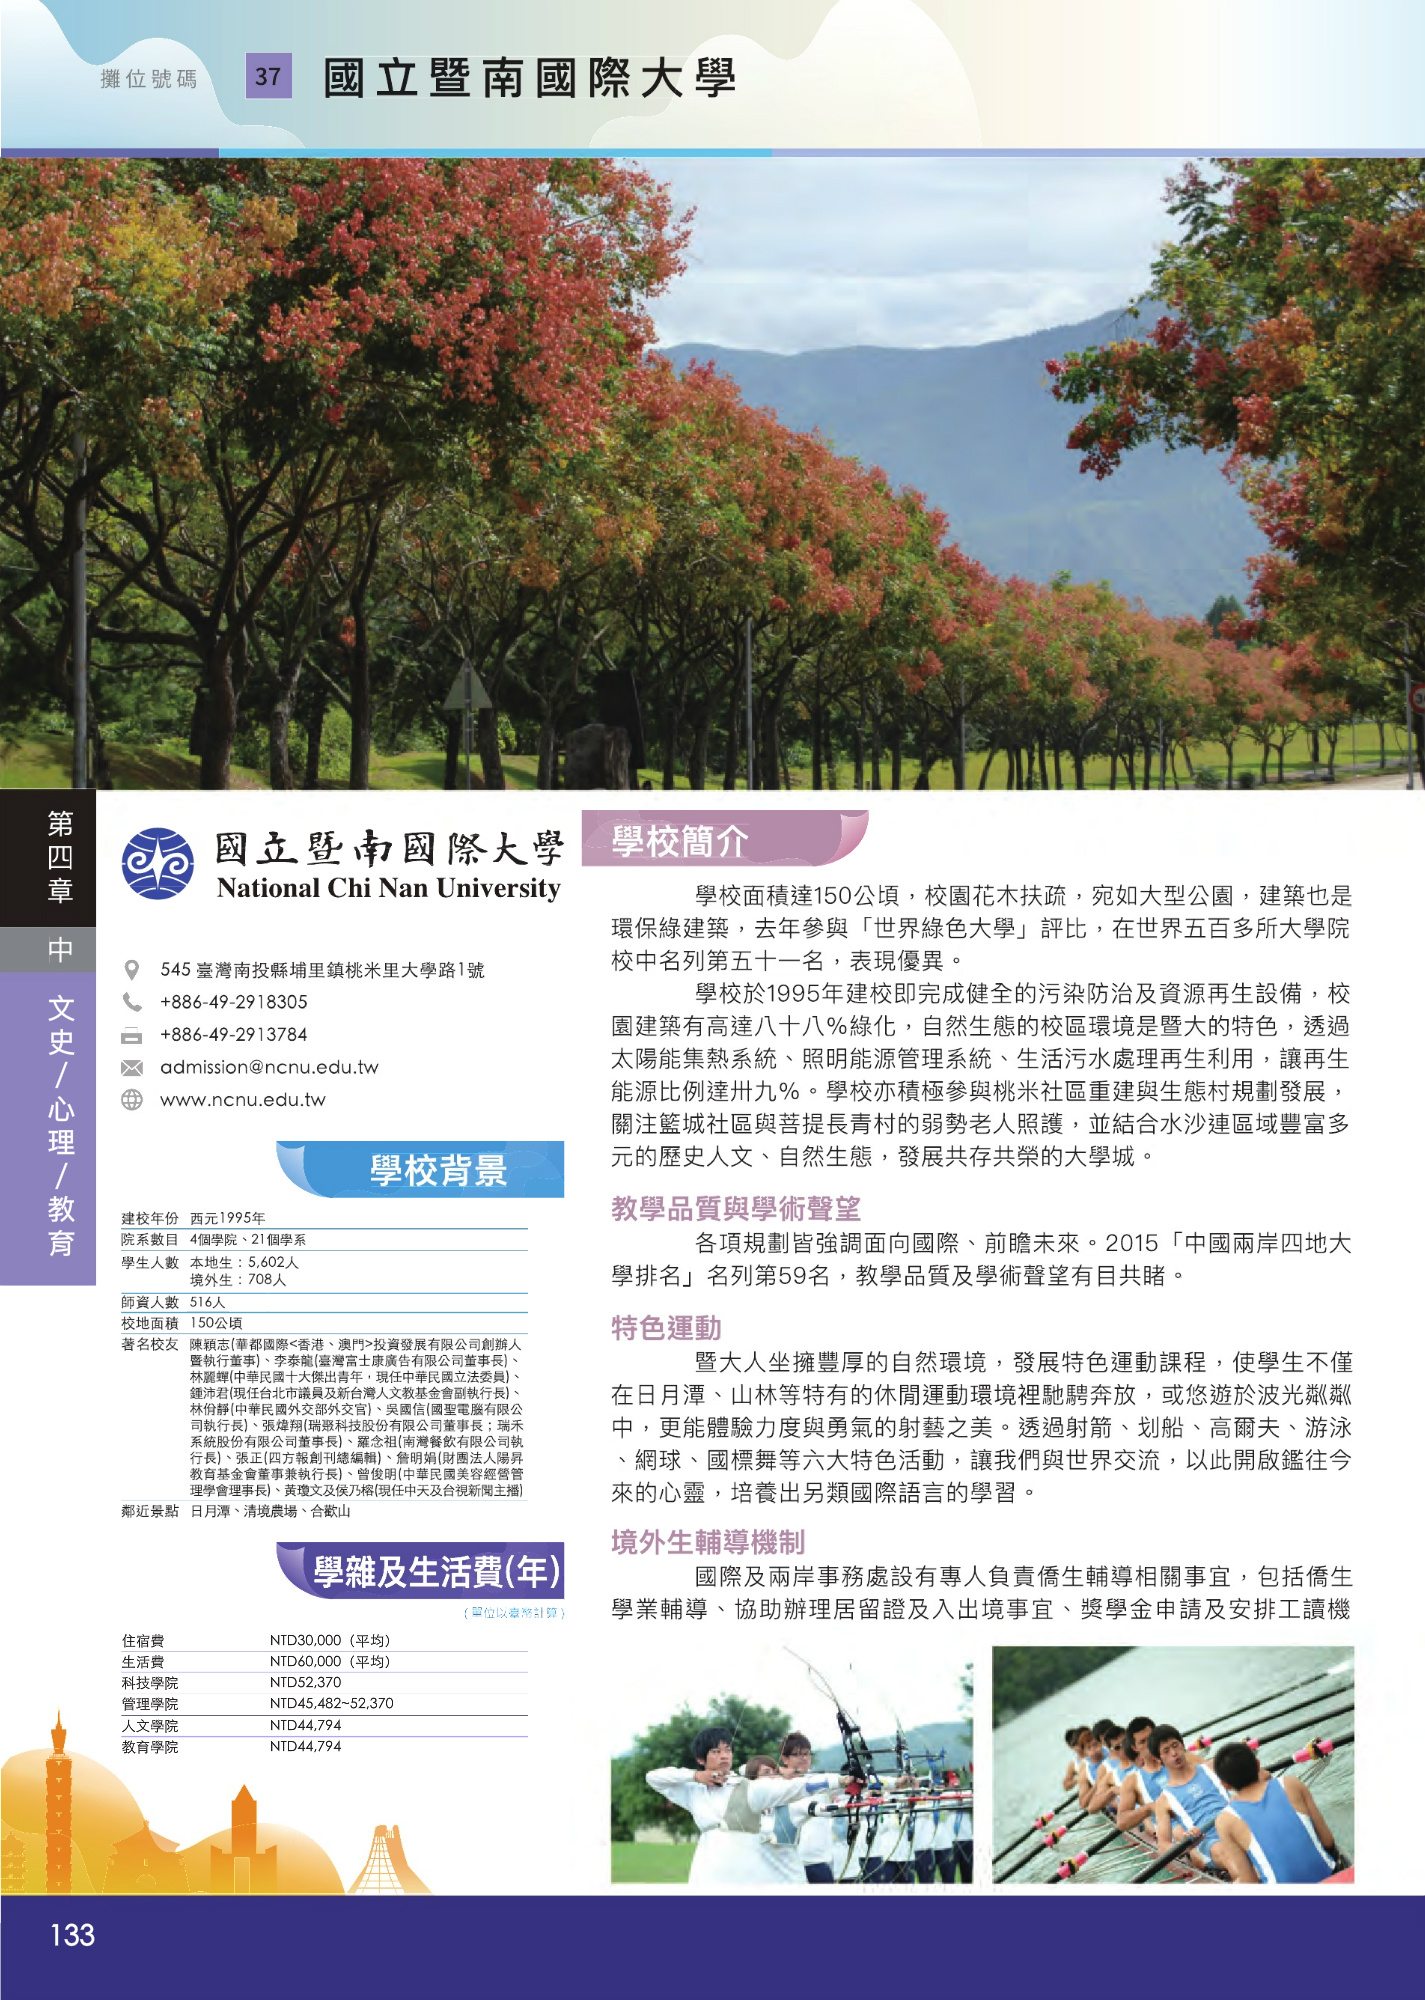 攤位號碼 37 國立暨南國際大學
第四章
中
文史/心理/教育
國立暨南國際大學
National Chi Nan University
545 臺灣南投縣埔里鎮桃米里大學路1號
+886-49-2918305
+886-49-2913784
admission@ncnu.edu.tw
www.ncnu.edu.tw
學校背景
建校年份 西元1995年
院系數目 4個學院、21個學系
學生人數 本地生：5,602人
境外生：708人
師資人數 516人
校地面積 150公頃
著名校友 陳穎志(華都國際<香港、澳門>投資發展有限公司創辦人
暨執行董事)、李泰龍(臺灣富士康廣告有限公司董事長)、
林麗蟬(中華民國十大傑出青年，現任中華民國立法委員)、
鍾沛君(現任台北市議員及新台灣人文教基金會副執行長)、
林佾靜(中華民國外交部外交官)、吳國信(國聖電腦有限公
司執行長)、張煒翔(瑞聚科技股份有限公司董事長；瑞禾
系統股份有限公司董事長)、羅念祖(南灣餐飲有限公司執
行長)、張正(四方報創刊總編輯)、詹明娟(財團法人陽昇
教育基金會董事兼執行長)、曾俊明(中華民國美容經營管
理學會理事長)、黃瓊文及侯乃榕(現任中天及台視新聞主播)
鄰近景點 日月潭、清境農場、合歡山
學雜及生活費(年)
(單位以臺幣計算)
住宿費 NTD30,000（平均）
生活費 NTD60,000（平均）
科技學院 NTD52,370
管理學院 NTD45,482~52,370
人文學院 NTD44,794
教育學院 NTD44,794
學校簡介
學校面積達150公頃，校園花木扶疏，宛如大型公園，建築也是
環保綠建築，去年參與「世界綠色大學」評比，在世界五百多所大學院
校中名列第五十一名，表現優異。
學校於1995年建校即完成健全的污染防治及資源再生設備，校
園建築有高達八十八%綠化，自然生態的校區環境是暨大的特色，透過
太陽能集熱系統、照明能源管理系統、生活污水處理再生利用，讓再生
能源比例達卅九%。學校亦積極參與桃米社區重建與生態村規劃發展，
關注籃城社區與菩提長青村的弱勢老人照護，並結合水沙連區域豐富多
元的歷史人文、自然生態，發展共存共榮的大學城。
教學品質與學術聲望
各項規劃皆強調面向國際、前瞻未來。2015「中國兩岸四地大
學排名」名列第59名，教學品質及學術聲望有目共睹。
特色運動
暨大人坐擁豐厚的自然環境，發展特色運動課程，使學生不僅
在日月潭、山林等特有的休閒運動環境裡馳騁奔放，或悠遊於波光粼粼
中，更能體驗力度與勇氣的射藝之美。透過射箭、划船、高爾夫、游泳
、網球、國標舞等六大特色活動，讓我們與世界交流，以此開啟鑑往今
來的心靈，培養出另類國際語言的學習。
境外生輔導機制
國際及兩岸事務處設有專人負責僑生輔導相關事宜，包括僑生
學業輔導、協助辦理居留證及入出境事宜、獎學金申請及安排工讀機
133